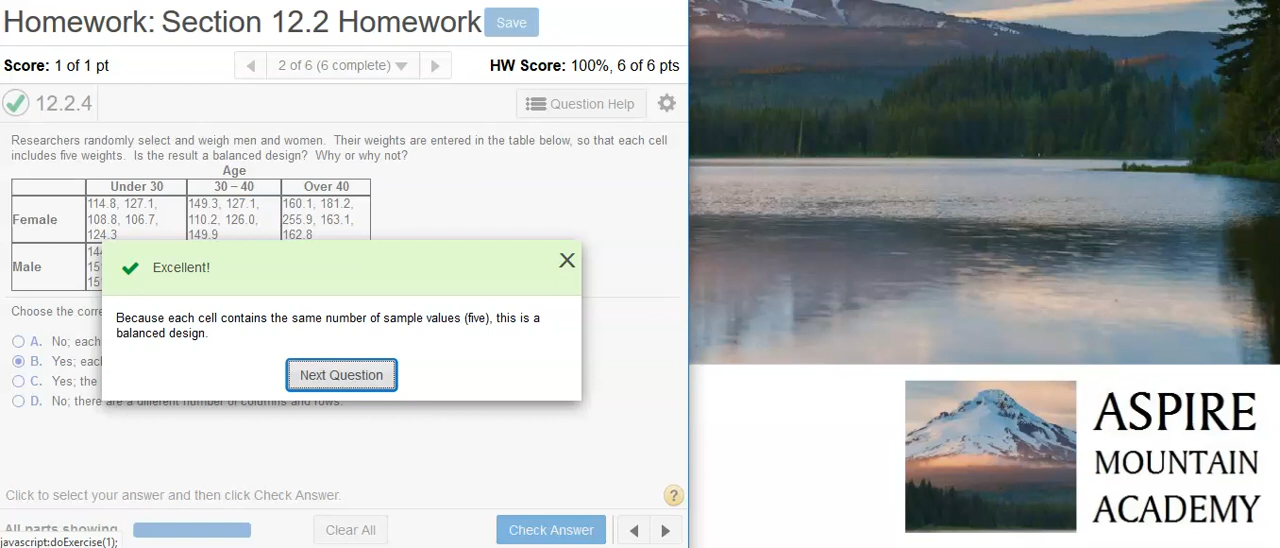 Homework: Section 12.2 Homework Save
Score: 1 of 1 pt
2 of 6 (6 complete)
HW Score: 100%, 6 of 6 pts
12.2.4
Question Help
Researchers randomly select and weigh men and women. Their weights are entered in the table below, so that each cell
includes five weights. Is the result a balanced design? Why or why not?
Age
Under 30 30 – 40 Over 40
Female
114.8, 127.1, 149.3, 127.1, 160.1, 181.2,
108.8, 106.7, 110.2, 126.0, 255.9, 163.1,
124.3 149.9 162.8
Male
Excellent!
Because each cell contains the same number of sample values (five), this is a
balanced design.
Next Question
Choose the
A. No; each
B. Yes;
C. Yes; the
D. No; there are a different number of columns and rows.
Click to select your answer and then click Check Answer.
?
All parts showing
Clear All
Check Answer
javascript:doExercise(1);
ASPIRE
MOUNTAIN
ACADEMY